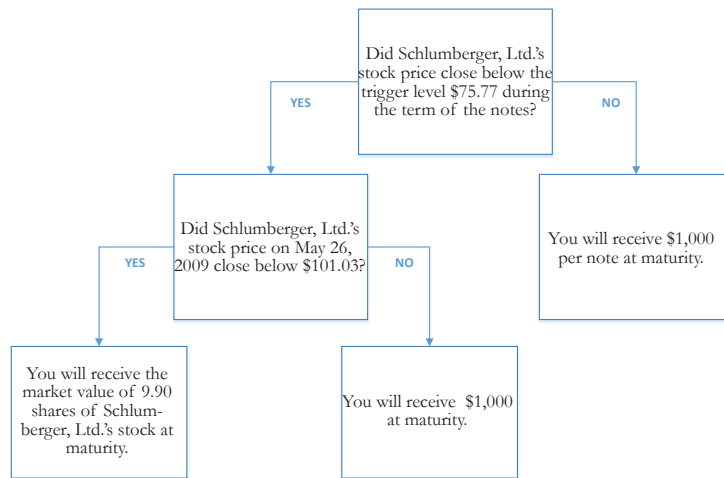 Did Schlumberger, Ltd.'s
stock price close below the
trigger level $75.77 during
the term of the notes?
YES
NO
Did Schlumberger, Ltd.'s
stock price on May 26,
2009 close below $101.03?
You will receive $1,000
per note at maturity.
YES
NO
You will receive the
market value of 9.90
shares of Schlum-
berger, Ltd.'s stock at
maturity.
You will receive $1,000
at maturity.